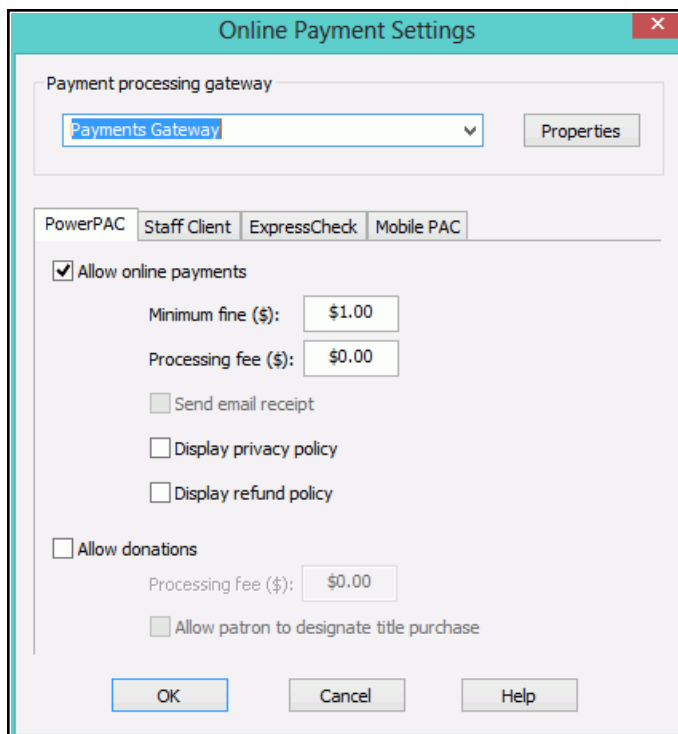 Online Payment Settings
Payment processing gateway
Payments Gateway
Properties
PowerPAC Staff Client ExpressCheck Mobile PAC
Allow online payments
Minimum fine ($): $1.00
Processing fee ($): $0.00
Send email receipt
Display privacy policy
Display refund policy
Allow donations
Processing fee ($): $0.00
Allow patron to designate title purchase
OK Cancel Help